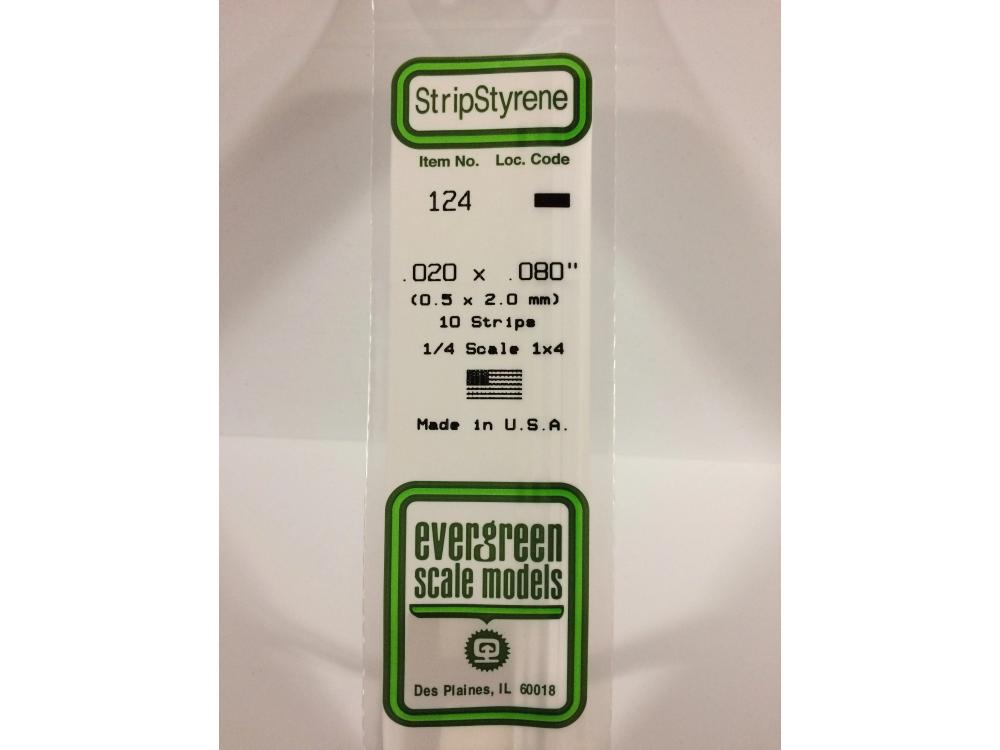 StripStyrene
Item No. Loc. Code
124
.020 x .080"
(0.5 x 2.0 mm)
10 Strips
1/4 Scale 1x4
Made in U.S.A.
evergreen
scale models
Des Plaines, IL 60018